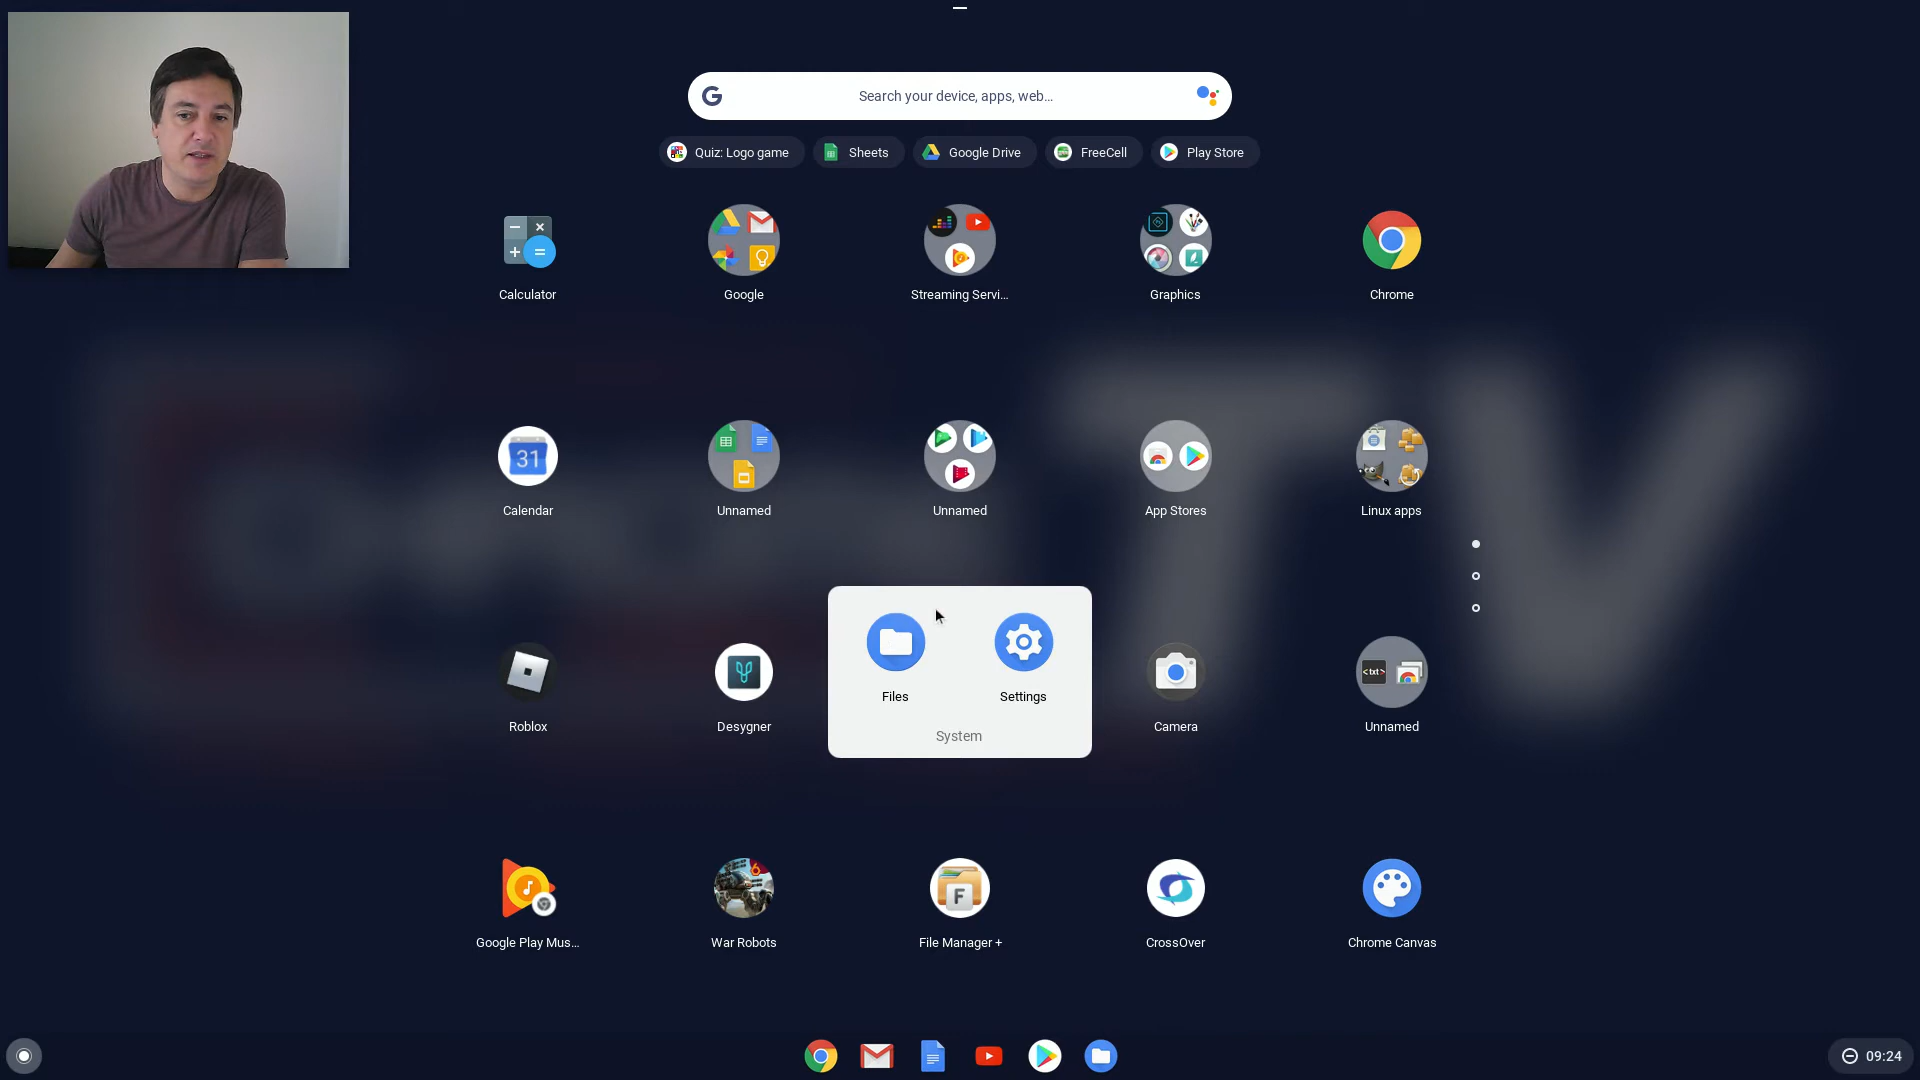 Search your device, apps, web...
Quiz: Logo game
Sheets
Google Drive
FreeCell
Play Store
Calculator
Google
Streaming Servi...
Graphics
Chrome
31
Calendar
Unnamed
Unnamed
App Stores
Linux apps
<txt>
Files
Settings
System
Roblox
Desygner
Camera
Unnamed
F
Google Play Mus...
War Robots
File Manager +
CrossOver
Chrome Canvas
TV
09:24